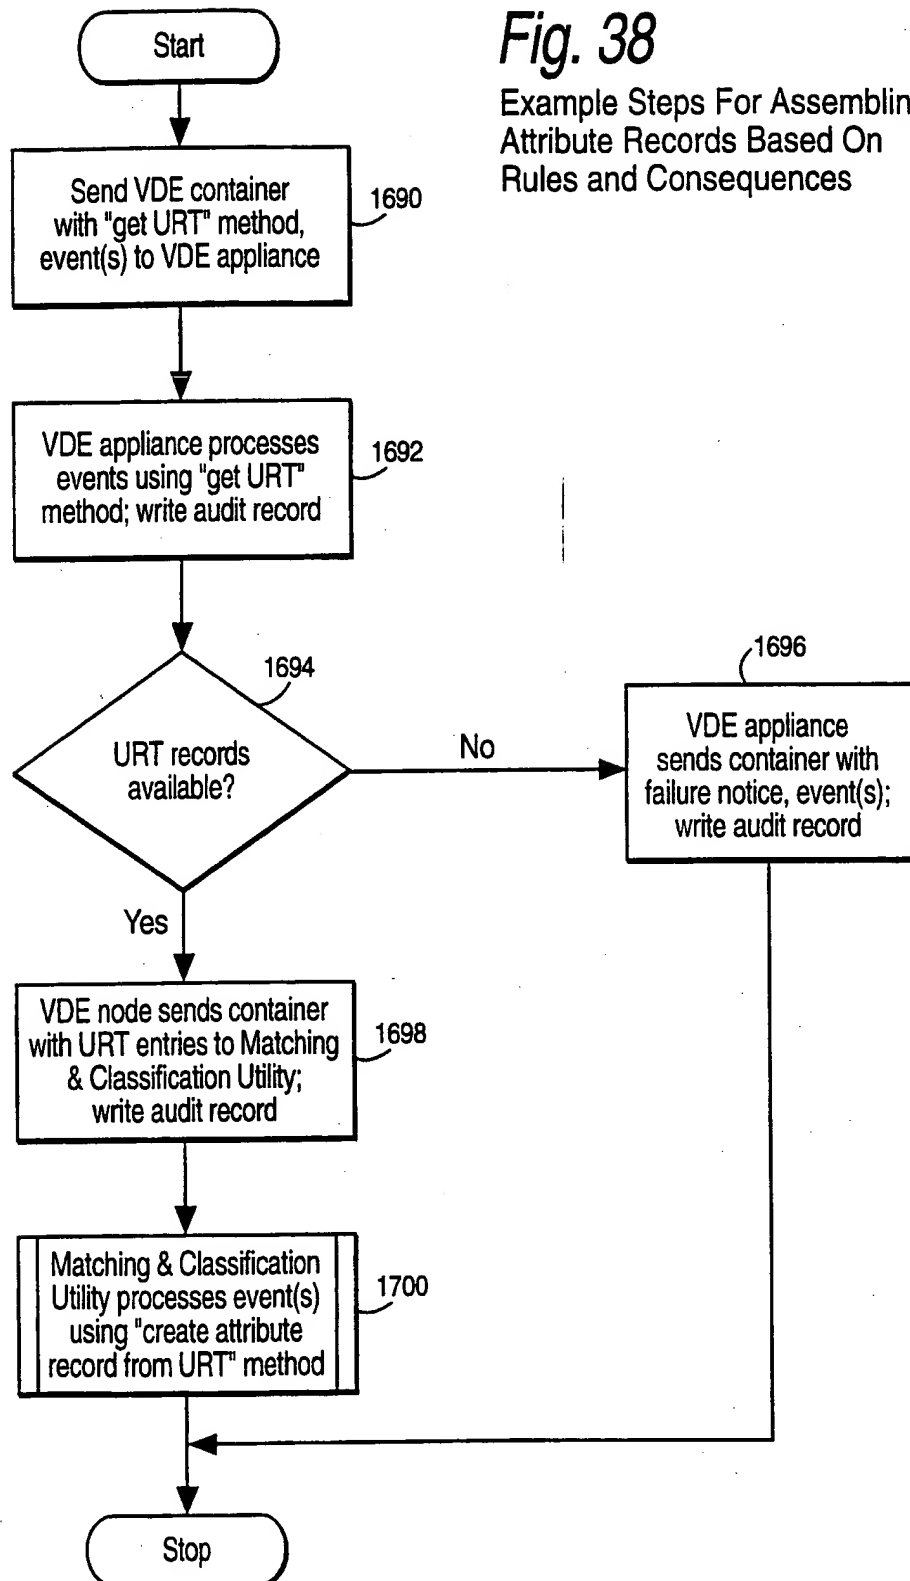 Start
Fig. 38
Example Steps For Assemblin
Attribute Records Based On
Rules and Consequences
Send VDE container
with "get URT" method,
event(s) to VDE appliance
1690
VDE appliance processes
events using "get URT"
method; write audit record
1692
URT records
available?
1694
No
1696
VDE appliance
sends container with
failure notice, event(s);
write audit record
Yes
VDE node sends container
with URT entries to Matching
& Classification Utility;
write audit record
1698
Matching & Classification
Utility processes event(s)
using "create attribute
record from URT" method
1700
Stop